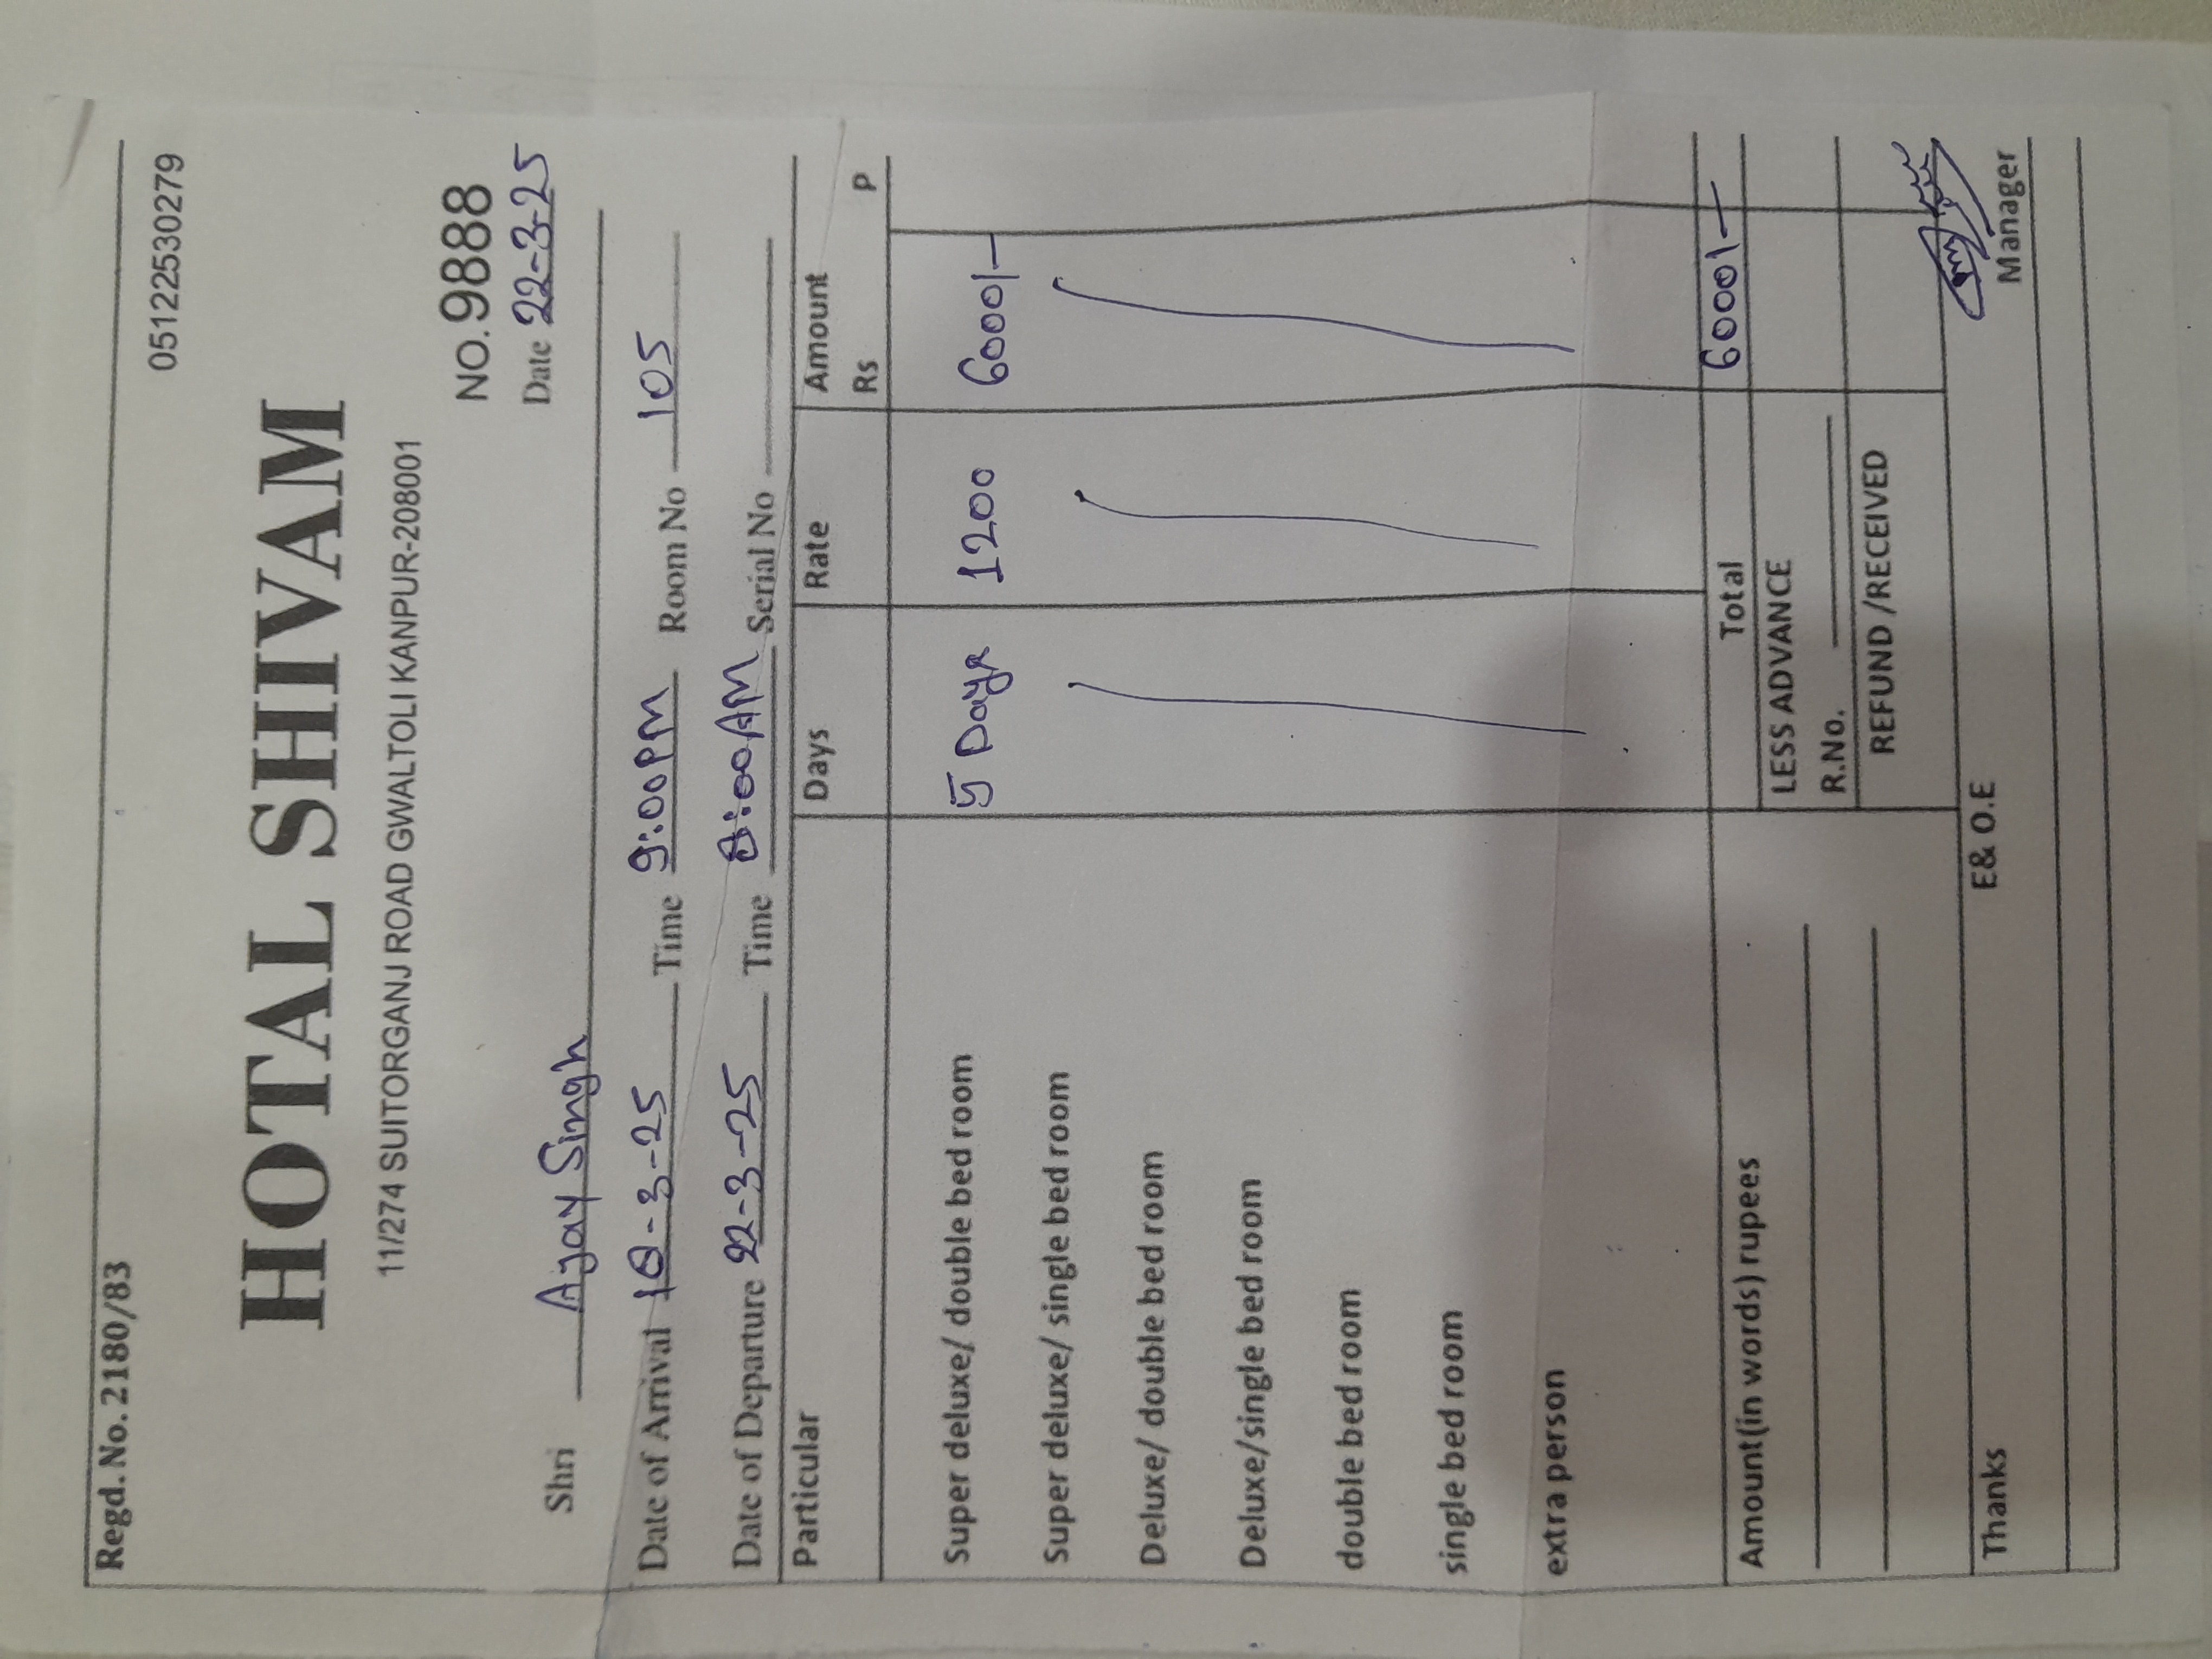 Regd. No. 2180/83 05122530279
HOTAL SHIVAM
11/274 SUITORGANJ ROAD GWALTOLI KANPUR-208001
NO.9888
Date 22-3-25
Shri Ajay Singh
Date of Arrival 18-3-25 Time 9:00PM Room No 105
Date of Departure 22-3-25 Time 8:00AM Serial No
Particular Days Rate Amount
Rs P
Super deluxe/ double bed room 5 Days 1200 6000/-
Super deluxe/ single bed room
Deluxe/ double bed room
Deluxe/single bed room
double bed room
single bed room
extra person
Total 6000/-
Amount(in words) rupees LESS ADVANCE
R.No.
REFUND /RECEIVED
Thanks E& O.E Manager